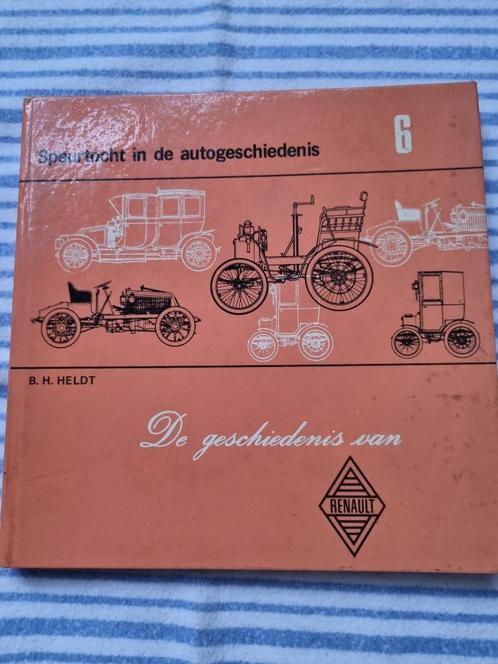 6
Speurtocht in de autogeschiedenis
B. H. HELDT
De geschiedenis van
RENAULT